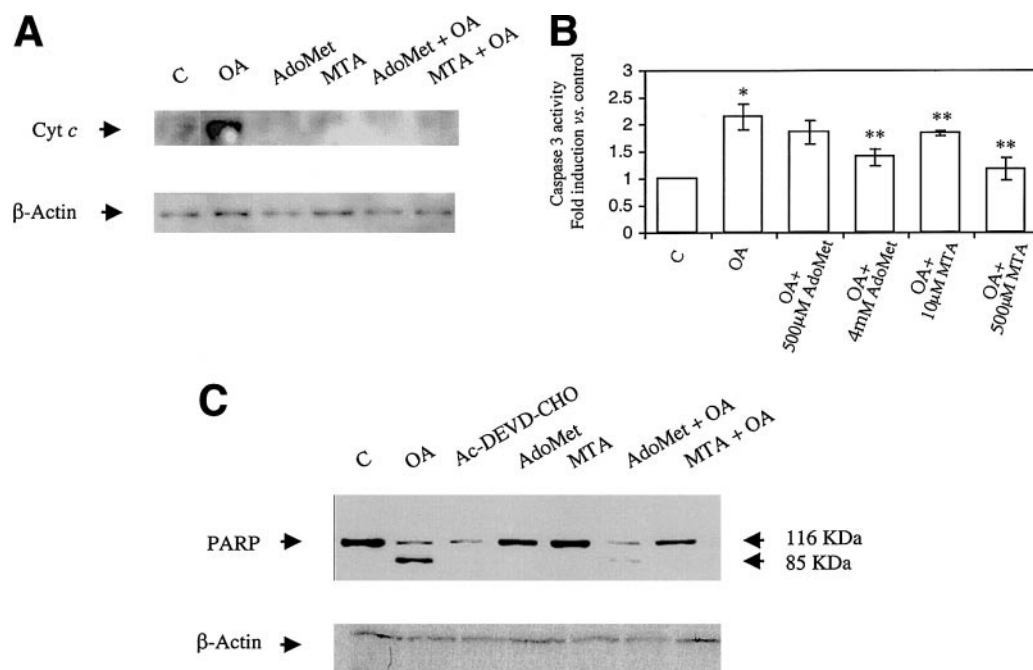 A
C OA AdoMet MTA AdoMet + OA MTA + OA
Cyt c
β-Actin
B
Caspase 3 activity
Fold induction vs. control
3
2.5
2
1.5
1
0.5
0
*
**
**
**
C
OA
OA+
500μM AdoMet
OA+
4mM AdoMet
OA+
10μM MTA
OA+
500μM MTA
C
C OA Ac-DEVD-CHO AdoMet MTA AdoMet + OA MTA + OA
PARP
116 KDa
85 KDa
β-Actin